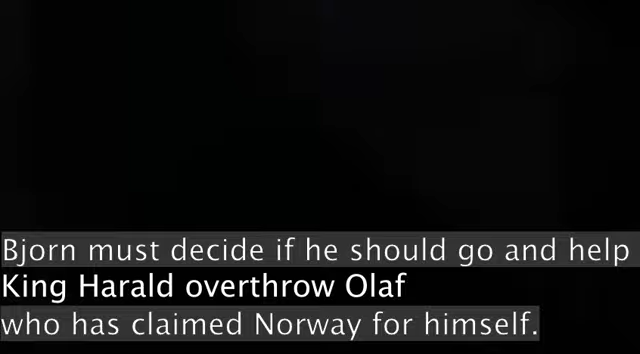 Bjorn must decide if he should go and help
King Harald overthrow Olaf
who has claimed Norway for himself.